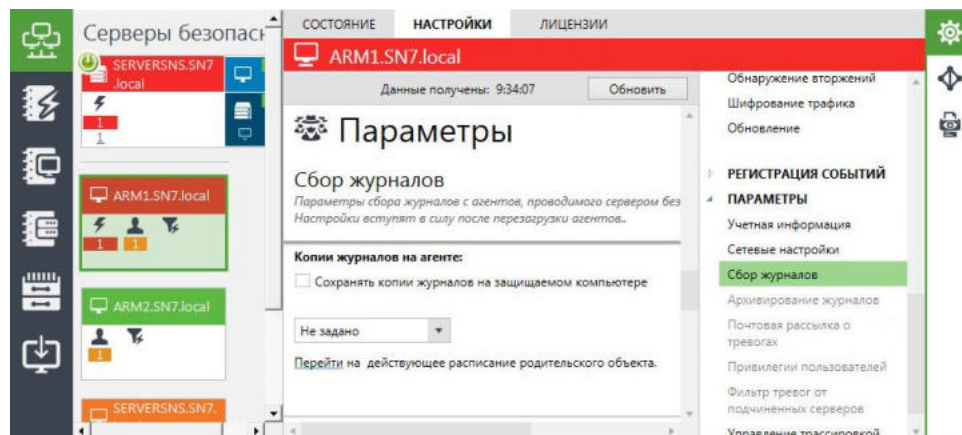 Серверы безопасн
SERVERSNS.SN7
.local
1
1
ARM1.SN7.local
1
1
ARM2.SN7.local
1
SERVERSNS.SN7.
СОСТОЯНИЕ
НАСТРОЙКИ
ЛИЦЕНЗИИ
ARM1.SN7.local
Данные получены: 9:34:07
Обновить
Параметры
Сбор журналов
Параметры сбора журналов с агентов, проводимого сервером без
Настройки вступят в силу после перезагрузки агентов..
Копии журналов на агенте:
Сохранять копии журналов на защищаемом компьютере
Не задано
Перейти на действующее расписание родительского объекта.
Обнаружение вторжений
Шифрование трафика
Обновление
РЕГИСТРАЦИЯ СОБЫТИЙ
ПАРАМЕТРЫ
Учетная информация
Сетевые настройки
Сбор журналов
Архивирование журналов
Почтовая рассылка о
тревогах
Привилегии пользователей
Фильтр тревог от
подчиненных серверов
Управление трассировкой